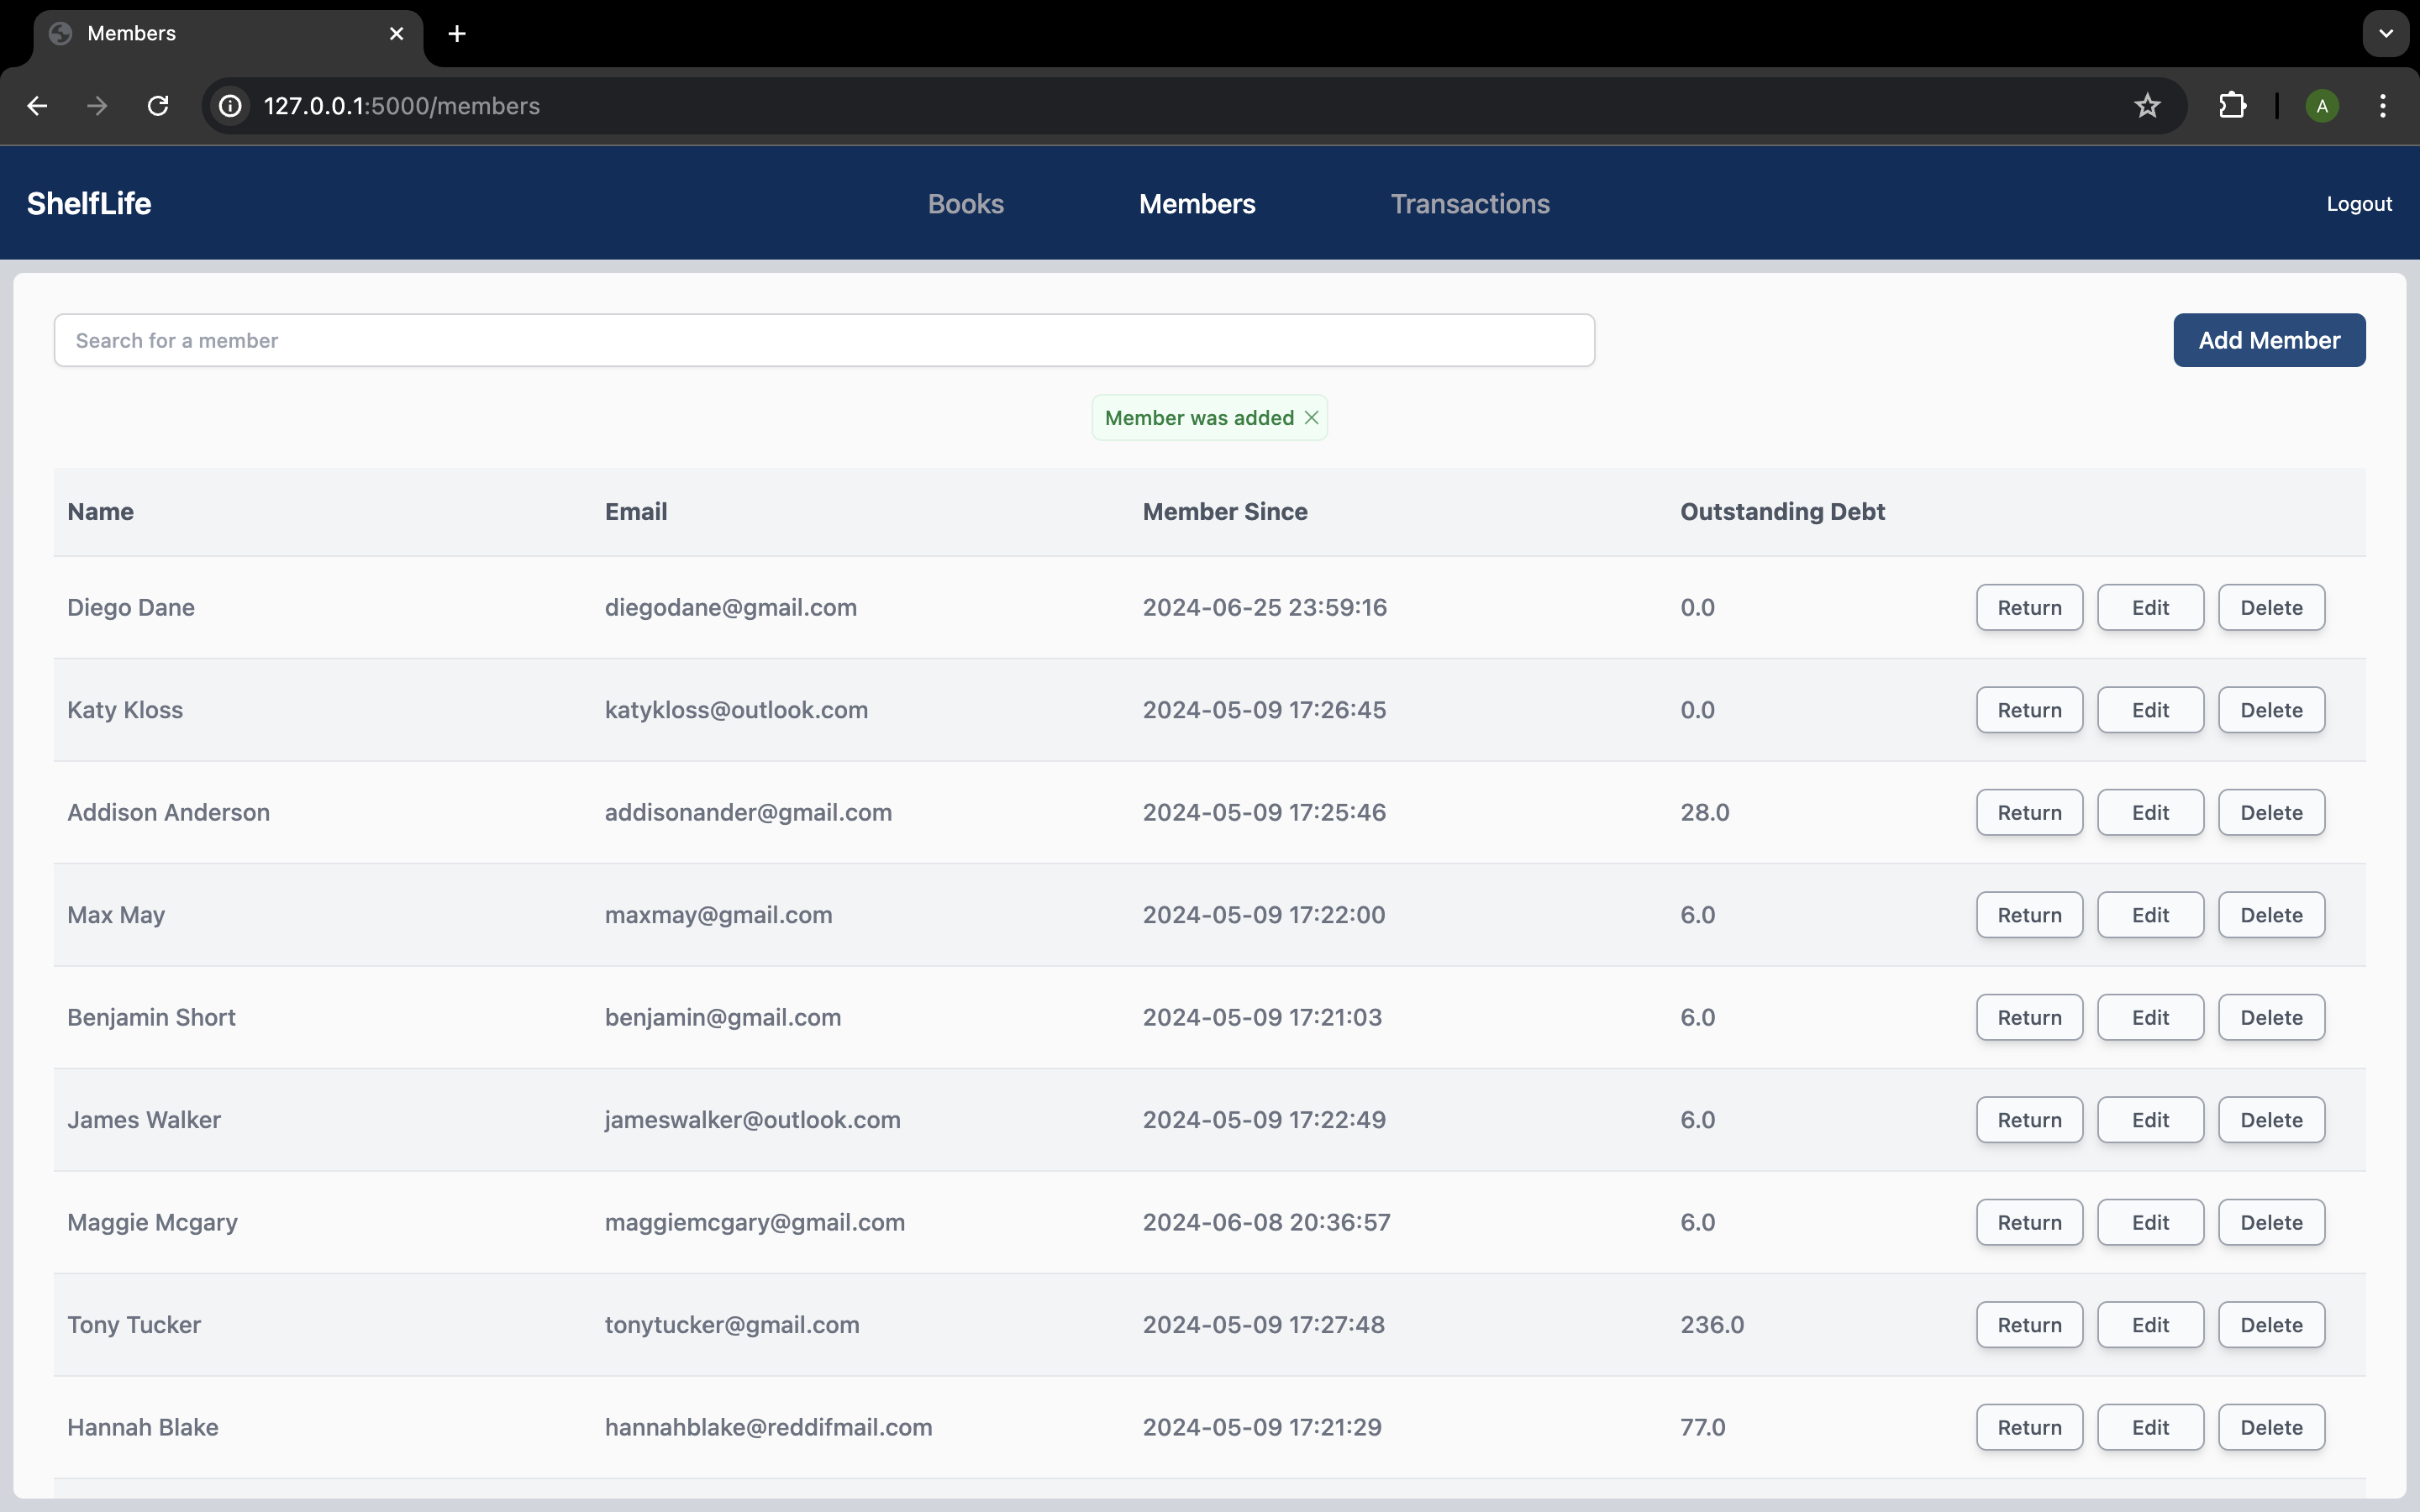 Members
127.0.0.1:5000/members
A
ShelfLife Books Members Transactions Logout
Search for a member Add Member
Member was added
Name Email Member Since Outstanding Debt
Diego Dane diegodane@gmail.com 2024-06-25 23:59:16 0.0 Return Edit Delete
Katy Kloss katykloss@outlook.com 2024-05-09 17:26:45 0.0 Return Edit Delete
Addison Anderson addisonander@gmail.com 2024-05-09 17:25:46 28.0 Return Edit Delete
Max May maxmay@gmail.com 2024-05-09 17:22:00 6.0 Return Edit Delete
Benjamin Short benjamin@gmail.com 2024-05-09 17:21:03 6.0 Return Edit Delete
James Walker jameswalker@outlook.com 2024-05-09 17:22:49 6.0 Return Edit Delete
Maggie Mcgary maggiemcgary@gmail.com 2024-06-08 20:36:57 6.0 Return Edit Delete
Tony Tucker tonytucker@gmail.com 2024-05-09 17:27:48 236.0 Return Edit Delete
Hannah Blake hannahblake@reddifmail.com 2024-05-09 17:21:29 77.0 Return Edit Delete